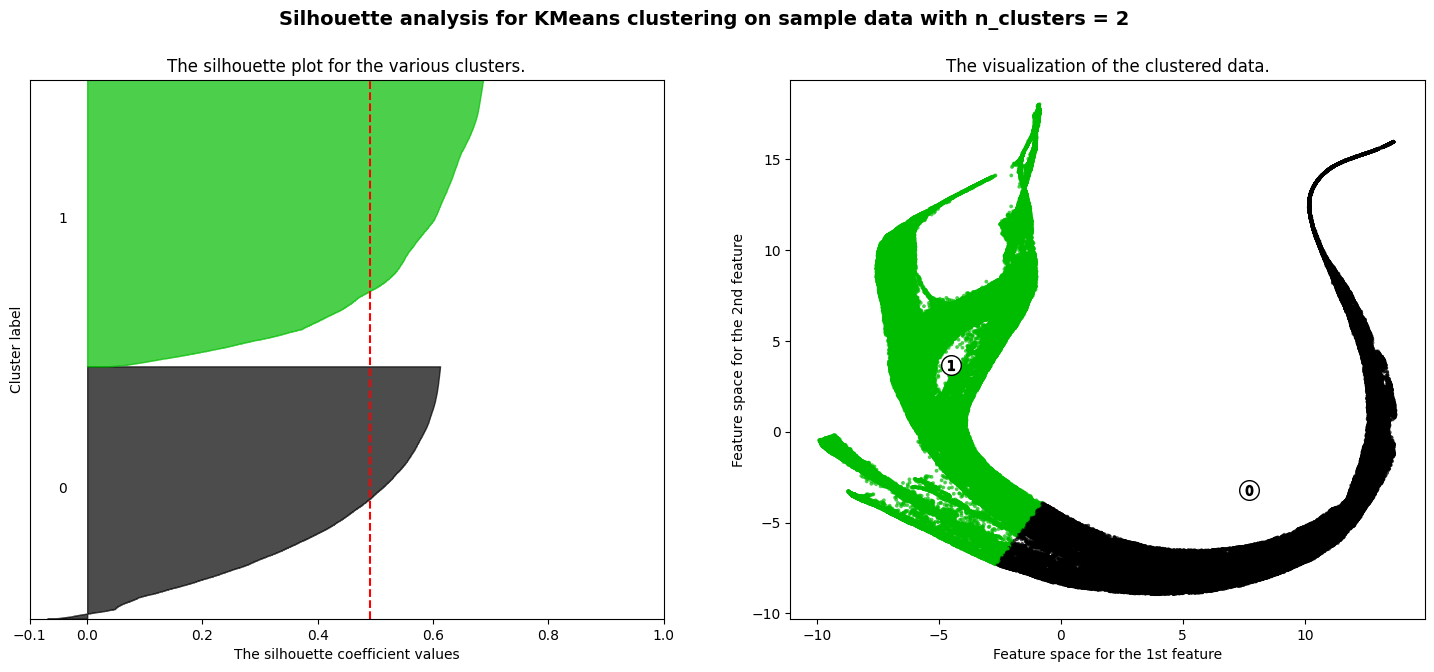 Silhouette analysis for KMeans clustering on sample data with n_clusters = 2
The silhouette plot for the various clusters.
Cluster label
1
0
−0.1 0.0 0.2 0.4 0.6 0.8 1.0
The silhouette coefficient values
The visualization of the clustered data.
Feature space for the 2nd feature
15
10
5
0
−5
−10
1
0
−10 −5 0 5 10
Feature space for the 1st feature